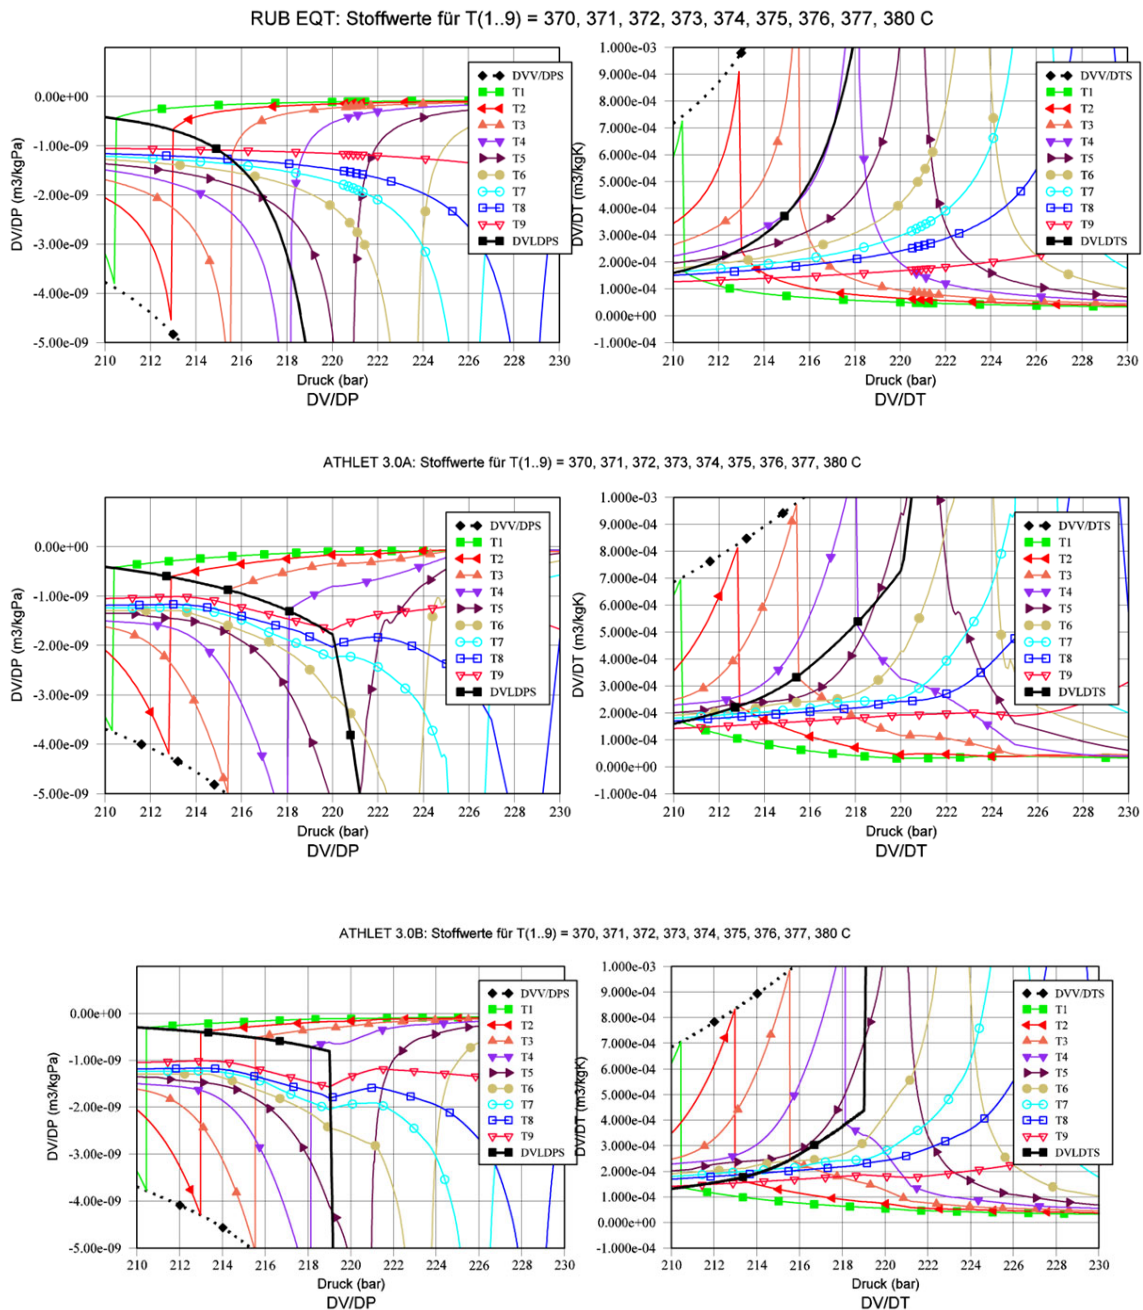 RUB EQT: Stoffwerte für T(1..9) = 370, 371, 372, 373, 374, 375, 376, 377, 380 C
DV/DP (m3/kgPa)
0.00e+00
-1.00e-09
-2.00e-09
-3.00e-09
-4.00e-09
-5.00e-09
210 212 214 216 218 220 222 224 226 228 230
Druck (bar)
DV/DP
DVV/DPS
T1
T2
T3
T4
T5
T6
T7
T8
T9
DVLDPS
DV/DT (m3/kgK)
1.000e-03
9.000e-04
8.000e-04
7.000e-04
6.000e-04
5.000e-04
4.000e-04
3.000e-04
2.000e-04
1.000e-04
0.000e+00
-1.000e-04
210 212 214 216 218 220 222 224 226 228 230
Druck (bar)
DV/DT
DVV/DTS
T1
T2
T3
T4
T5
T6
T7
T8
T9
DVLDTS
ATHLET 3.0A: Stoffwerte für T(1..9) = 370, 371, 372, 373, 374, 375, 376, 377, 380 C
DV/DP (m3/kgPa)
0.00e+00
-1.00e-09
-2.00e-09
-3.00e-09
-4.00e-09
-5.00e-09
210 212 214 216 218 220 222 224 226 228 230
Druck (bar)
DV/DP
DVV/DPS
T1
T2
T3
T4
T5
T6
T7
T8
T9
DVLDPS
DV/DT (m3/kgK)
1.000e-03
9.000e-04
8.000e-04
7.000e-04
6.000e-04
5.000e-04
4.000e-04
3.000e-04
2.000e-04
1.000e-04
0.000e+00
-1.000e-04
210 212 214 216 218 220 222 224 226 228 230
Druck (bar)
DV/DT
DVV/DTS
T1
T2
T3
T4
T5
T6
T7
T8
T9
DVLDTS
ATHLET 3.0B: Stoffwerte für T(1..9) = 370, 371, 372, 373, 374, 375, 376, 377, 380 C
DV/DP (m3/kgPa)
0.00e+00
-1.00e-09
-2.00e-09
-3.00e-09
-4.00e-09
-5.00e-09
210 212 214 216 218 220 222 224 226 228 230
Druck (bar)
DV/DP
DVV/DPS
T1
T2
T3
T4
T5
T6
T7
T8
T9
DVLDPS
DV/DT (m3/kgK)
1.000e-03
9.000e-04
8.000e-04
7.000e-04
6.000e-04
5.000e-04
4.000e-04
3.000e-04
2.000e-04
1.000e-04
0.000e+00
-1.000e-04
210 212 214 216 218 220 222 224 226 228 230
Druck (bar)
DV/DT
DVV/DTS
T1
T2
T3
T4
T5
T6
T7
T8
T9
DVLDTS